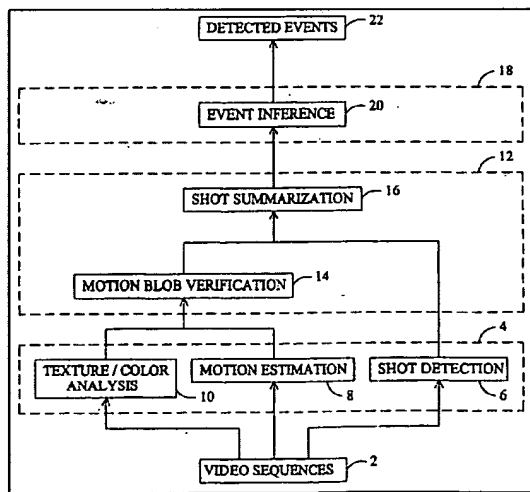 DETECTED EVENTS 22
18
EVENT INFERENCE 20
12
SHOT SUMMARIZATION 16
MOTION BLOB VERIFICATION 14
4
TEXTURE / COLOR
ANALYSIS 10
MOTION ESTIMATION 8
SHOT DETECTION 6
VIDEO SEQUENCES 2